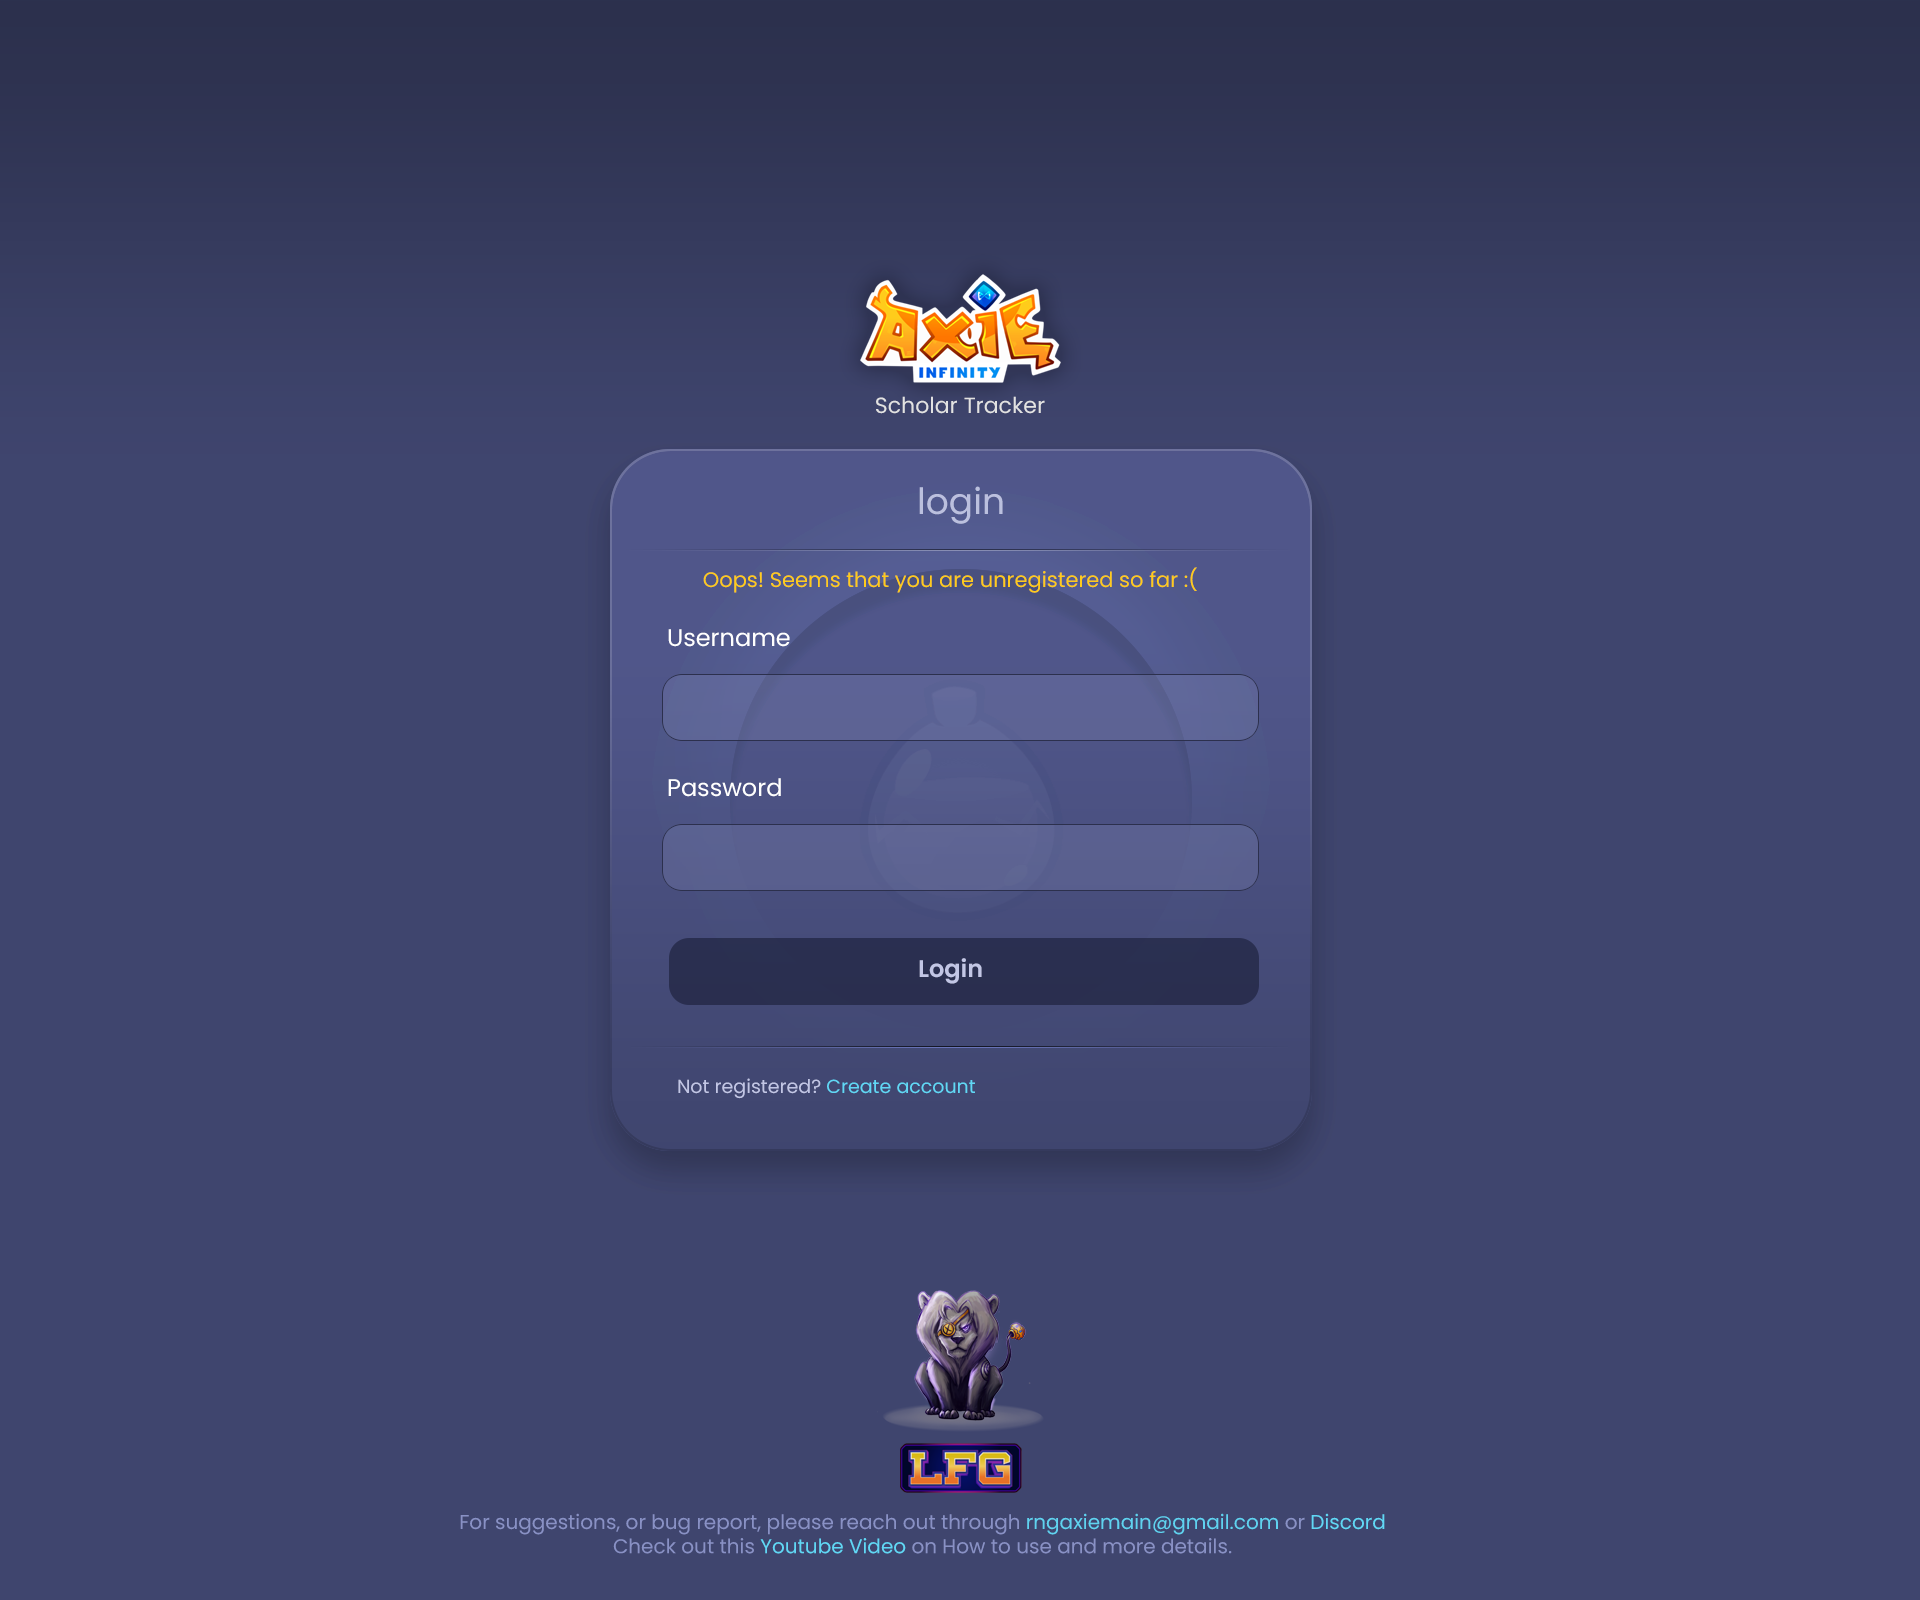 AXIE
INFINITY
Scholar Tracker
login
Oops! Seems that you are unregistered so far :(
Username
Password
Login
Not registered? Create account
LFG
For suggestions, or bug report, please reach out through rngaxiemain@gmail.com or Discord
Check out this Youtube Video on How to use and more details.